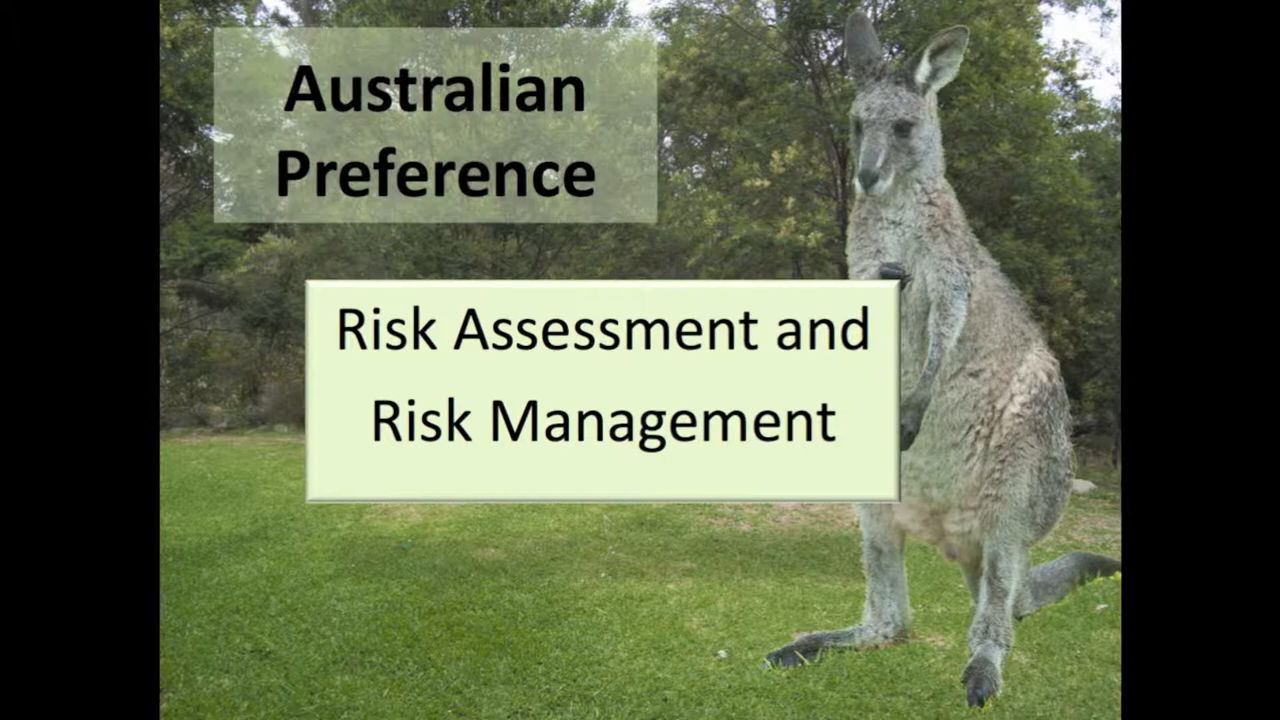 Australian
Preference
Risk Assessment and
Risk Management